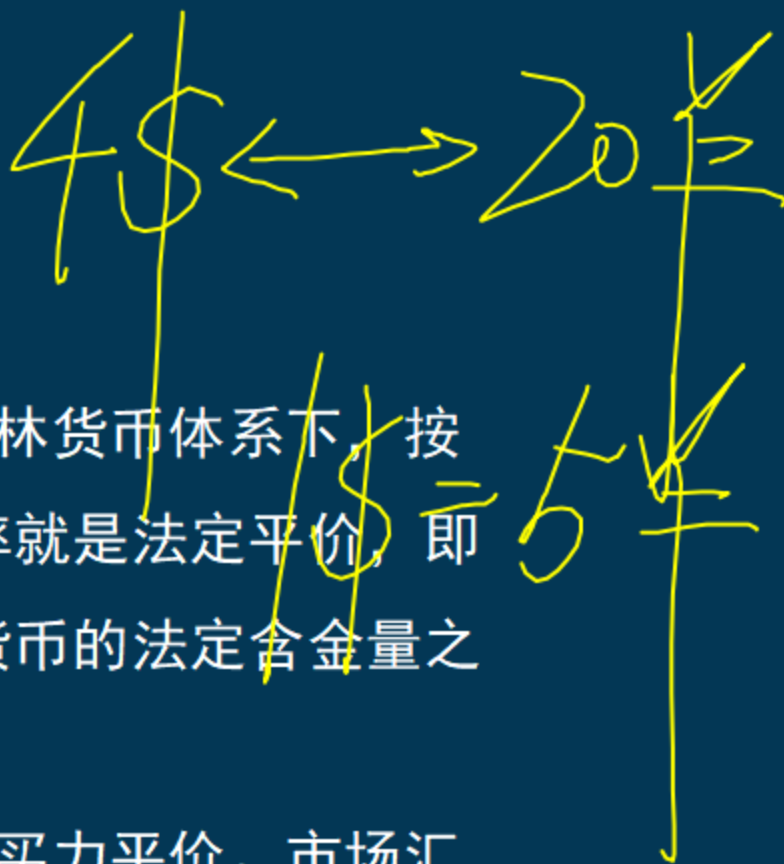 4$ ↔ 20¥
林货币体系下，按
1$ = 5¥
率就是法定平价，即
货币的法定含金量之
买力平价，市场汇